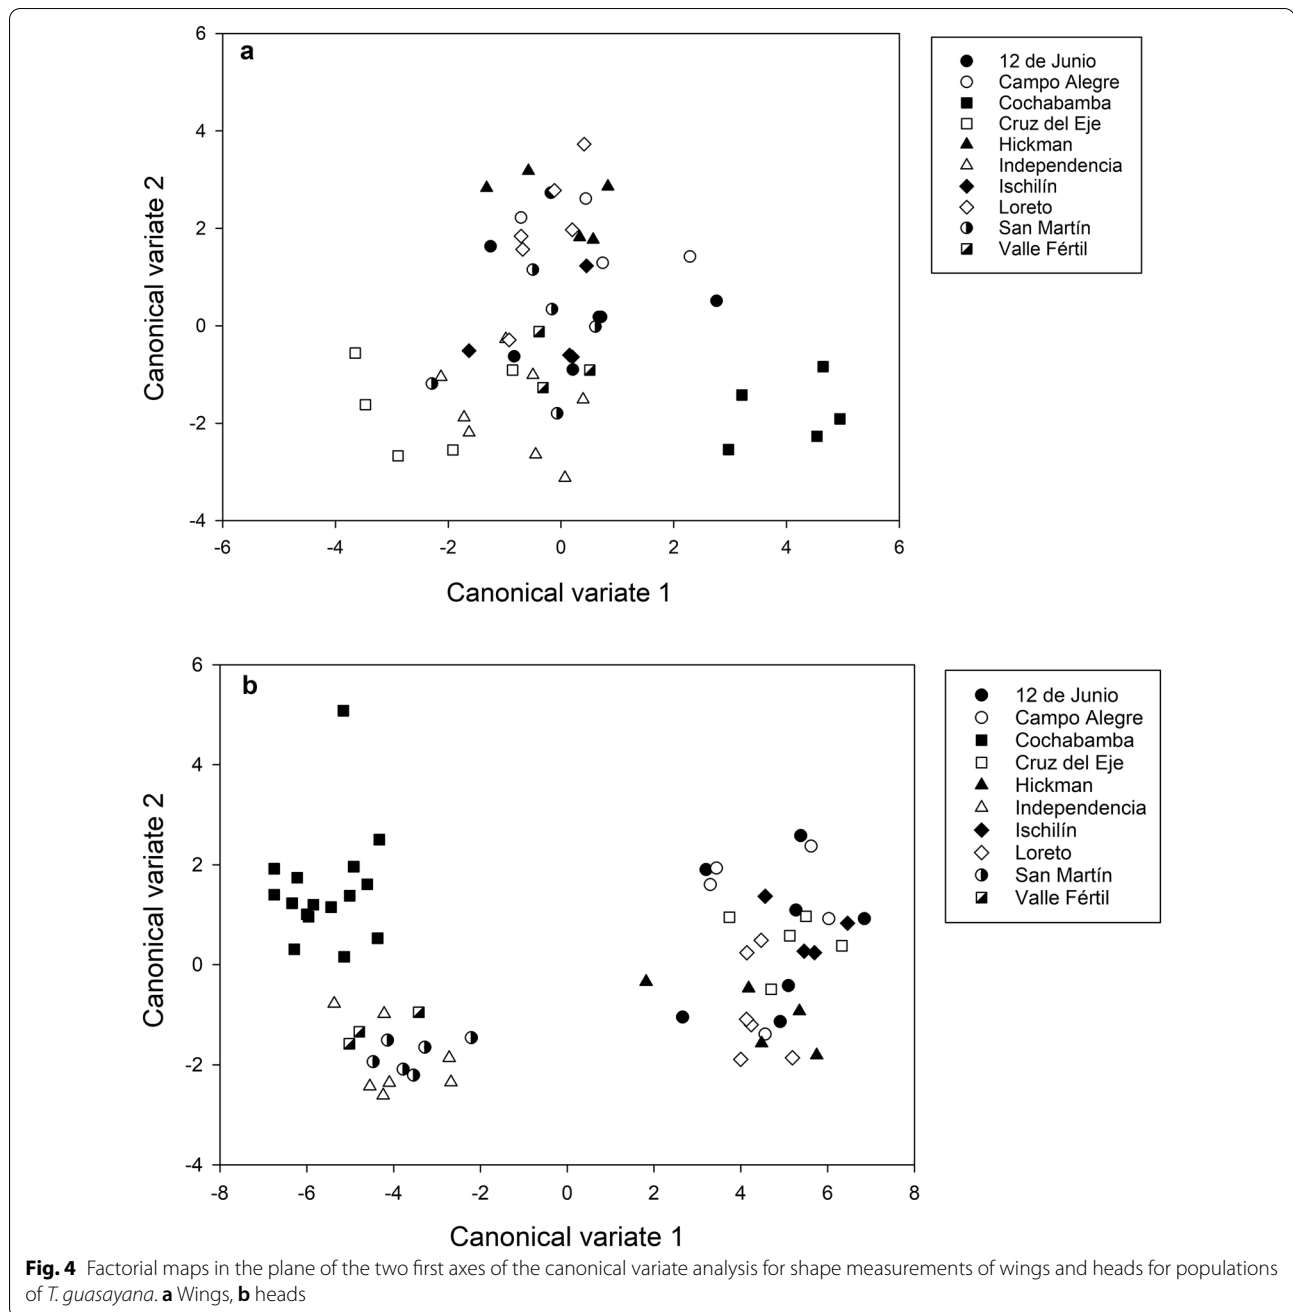 a
6
4
2
0
-2
-4
-6
-4
-2
0
2
4
6
Canonical variate 2
Canonical variate 1
12 de Junio
Campo Alegre
Cochabamba
Cruz del Eje
Hickman
Independencia
Ischilín
Loreto
San Martín
Valle Fértil
b
6
4
2
0
-2
-4
-8
-6
-4
-2
0
2
4
6
8
Canonical variate 2
Canonical variate 1
12 de Junio
Campo Alegre
Cochabamba
Cruz del Eje
Hickman
Independencia
Ischilín
Loreto
San Martín
Valle Fértil
Fig. 4 Factorial maps in the plane of the two first axes of the canonical variate analysis for shape measurements of wings and heads for populations
of T. guasayana. a Wings, b heads